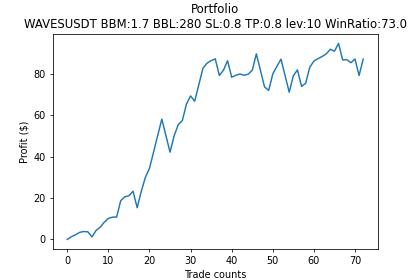 Portfolio
WAVESUSDT BBM:1.7 BBL:280 SL:0.8 TP:0.8 lev:10 WinRatio:73.0
Profit ($)
80
60
40
20
0
0 10 20 30 40 50 60 70
Trade counts